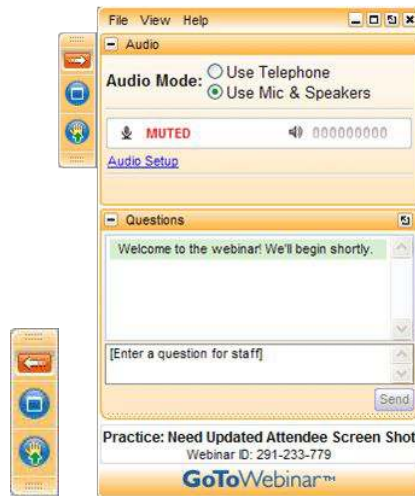 File View Help
Audio
Audio Mode: Use Telephone
Use Mic & Speakers
MUTED 000000000
Audio Setup
Questions
Welcome to the webinar! We'll begin shortly.
[Enter a question for staff]
Send
Practice: Need Updated Attendee Screen Shot
Webinar ID: 291-233-779
GoToWebinar™